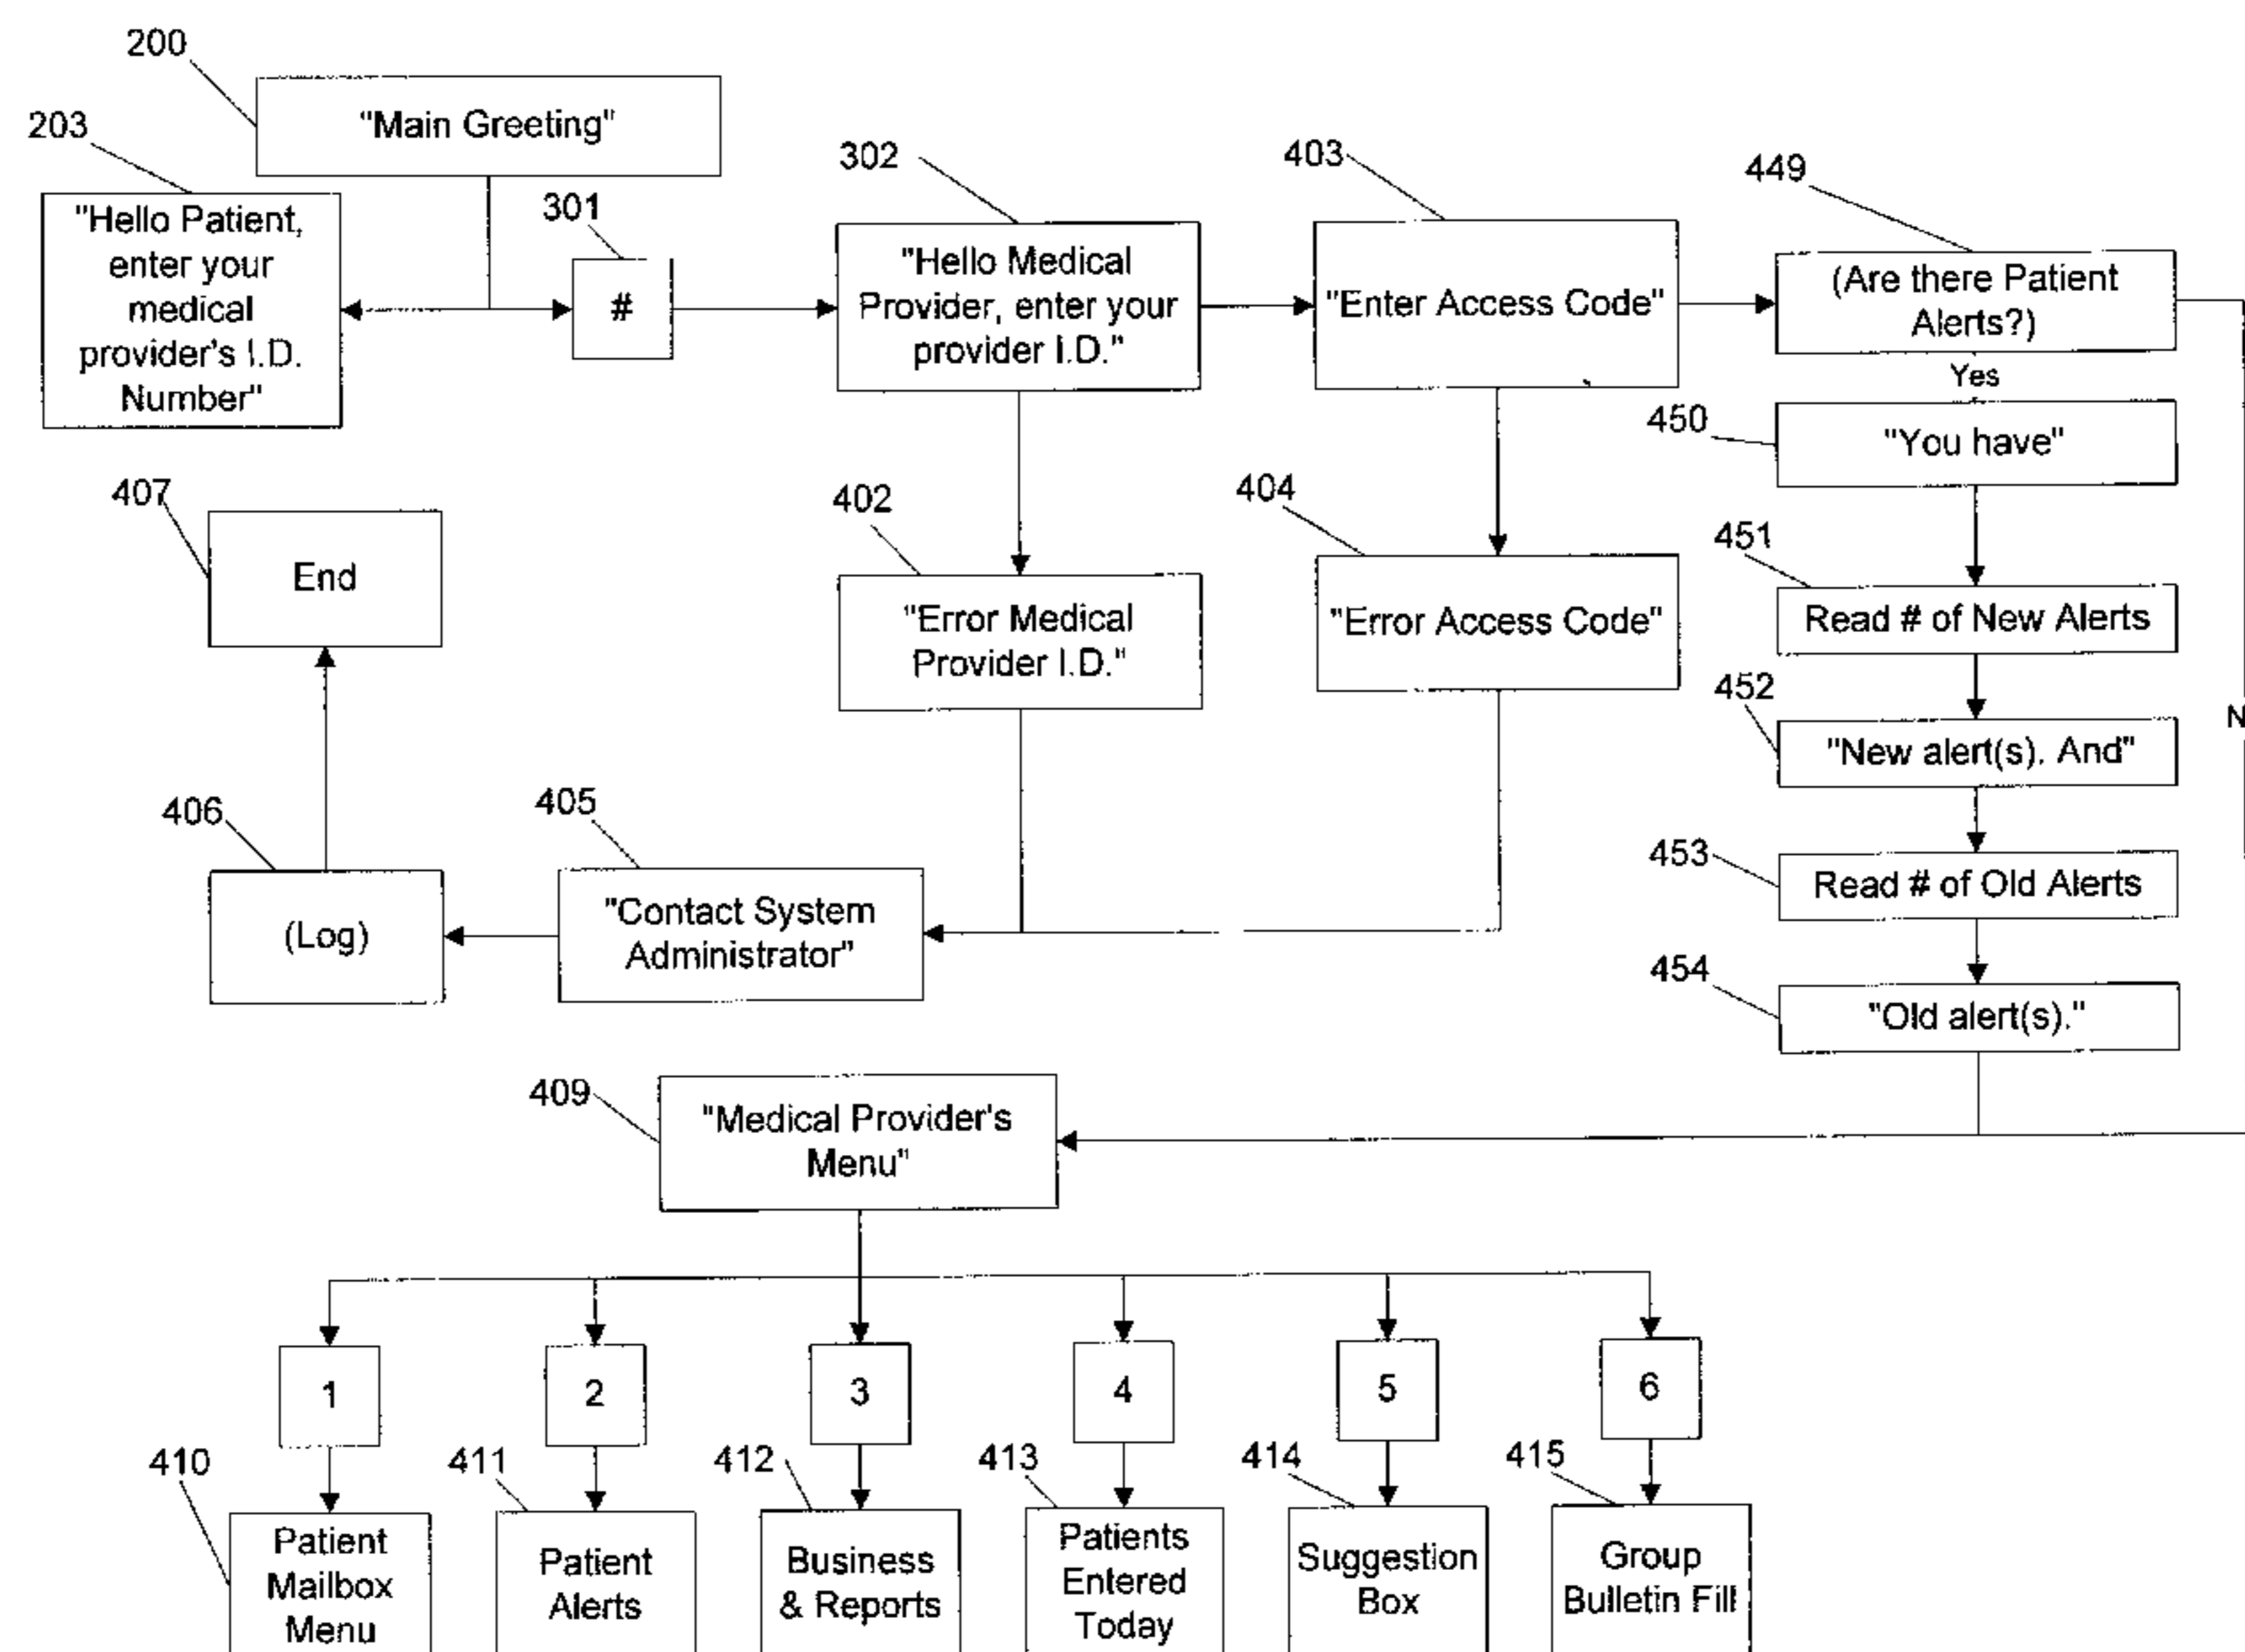 200
"Main Greeting"
203
"Hello Patient,
enter your
medical
provider's I.D.
Number"
301
#
302
"Hello Medical
Provider, enter your
provider I.D."
403
"Enter Access Code"
449
(Are there Patient
Alerts?)
Yes
450
"You have"
407
End
402
"Error Medical
Provider I.D."
404
"Error Access Code"
451
Read # of New Alerts
452
"New alert(s). And"
N
406
(Log)
405
"Contact System
Administrator"
453
Read # of Old Alerts
454
"Old alert(s)."
409
"Medical Provider's
Menu"
1
2
3
4
5
6
410
Patient
Mailbox
Menu
411
Patient
Alerts
412
Business
& Reports
413
Patients
Entered
Today
414
Suggestion
Box
415
Group
Bulletin Fill